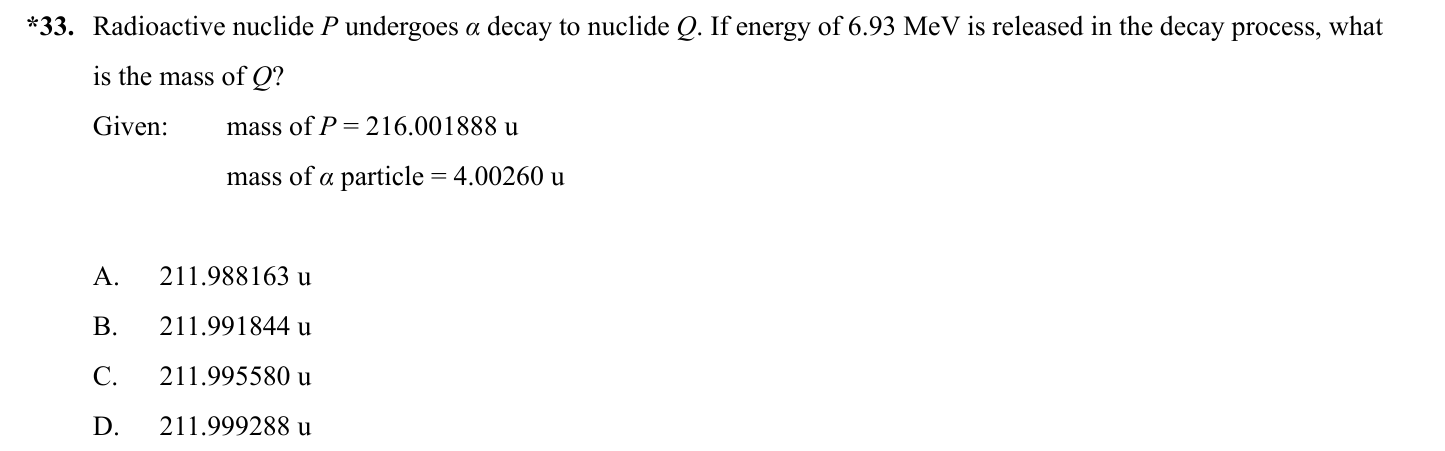 *33. Radioactive nuclide P undergoes α decay to nuclide Q. If energy of 6.93 MeV is released in the decay process, what
is the mass of Q?
Given: mass of P = 216.001888 u
mass of α particle = 4.00260 u
A. 211.988163 u
B. 211.991844 u
C. 211.995580 u
D. 211.999288 u